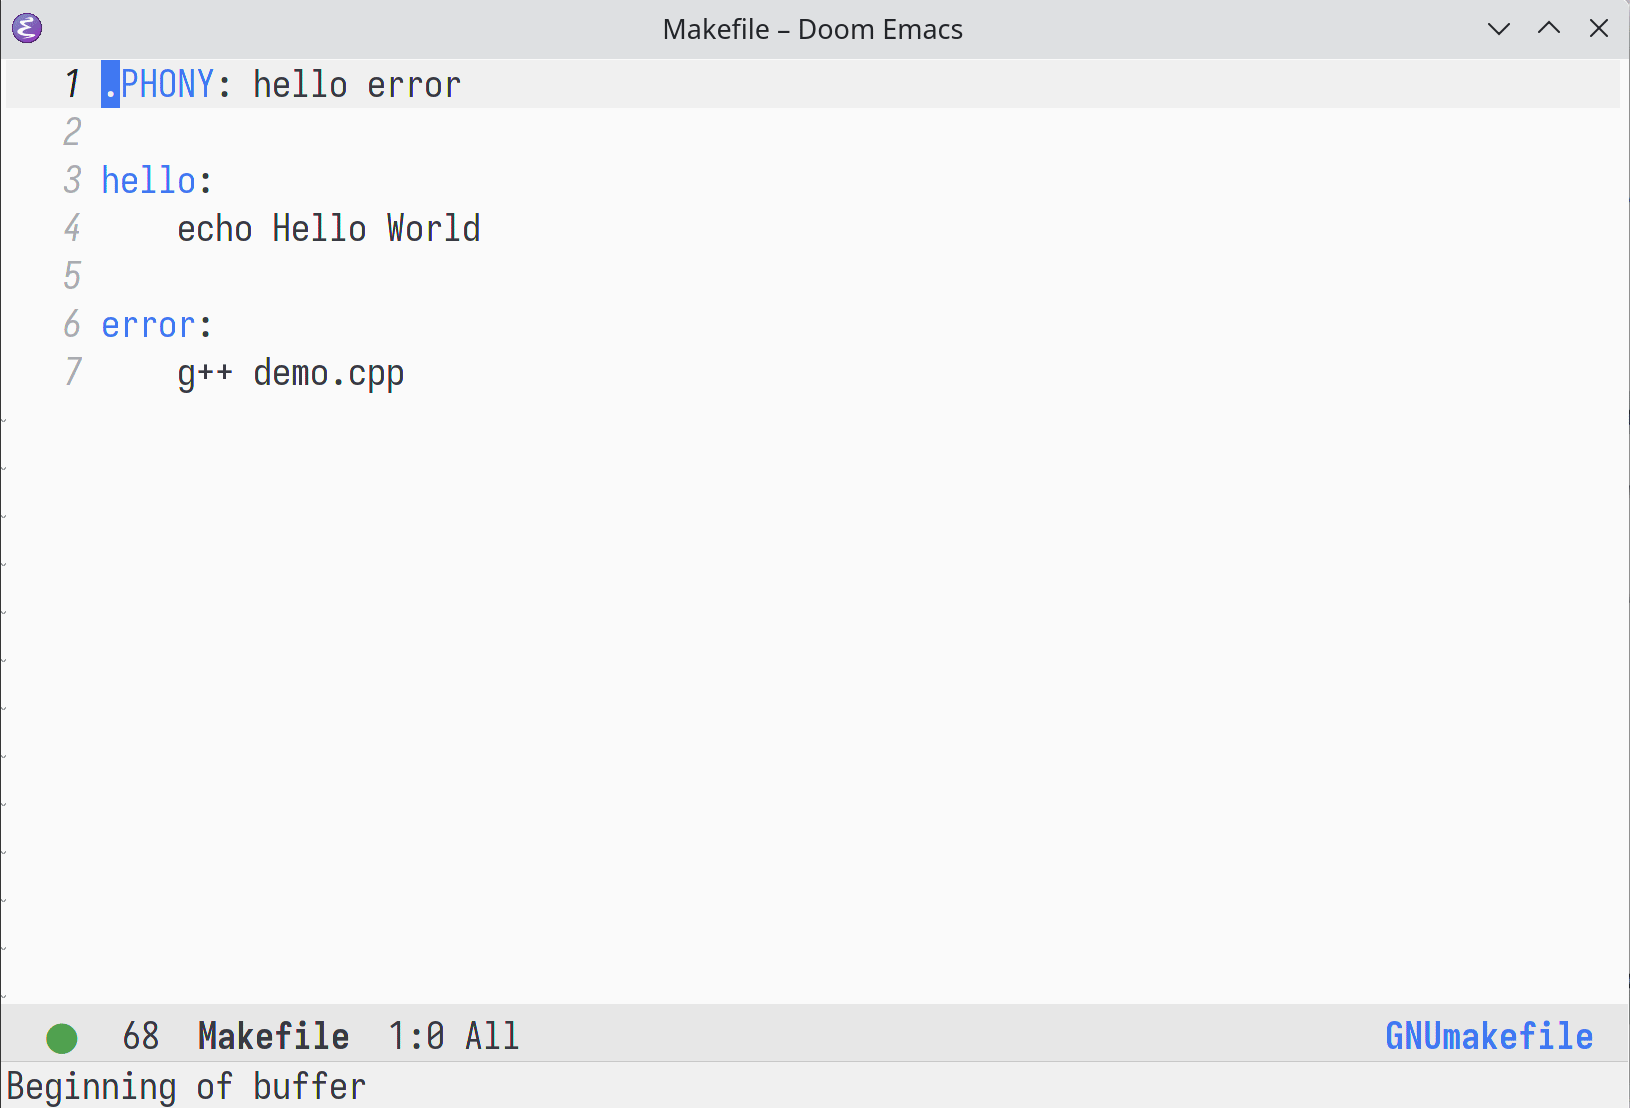 Makefile – Doom Emacs
1 .PHONY: hello error
2
3 hello:
4     echo Hello World
5
6 error:
7     g++ demo.cpp
68 Makefile 1:0 All GNUmakefile
Beginning of buffer